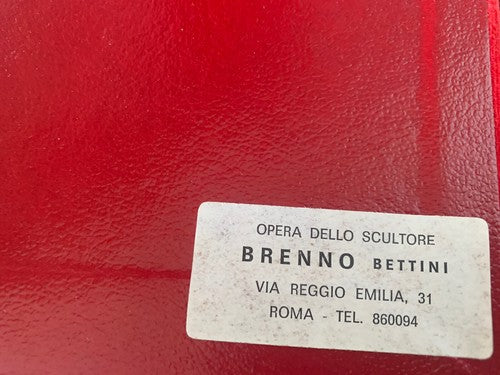 OPERA DELLO SCULTORE
BRENNO BETTINI
VIA REGGIO EMILIA, 31
ROMA - TEL. 860094